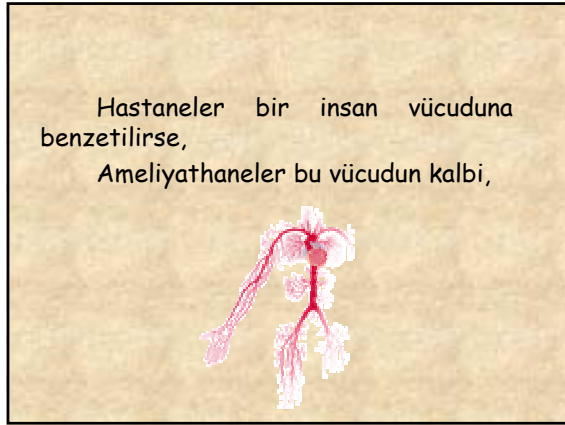 Hastaneler bir insan vücuduna
benzetilirse,
Ameliyathaneler bu vücudun kalbi,